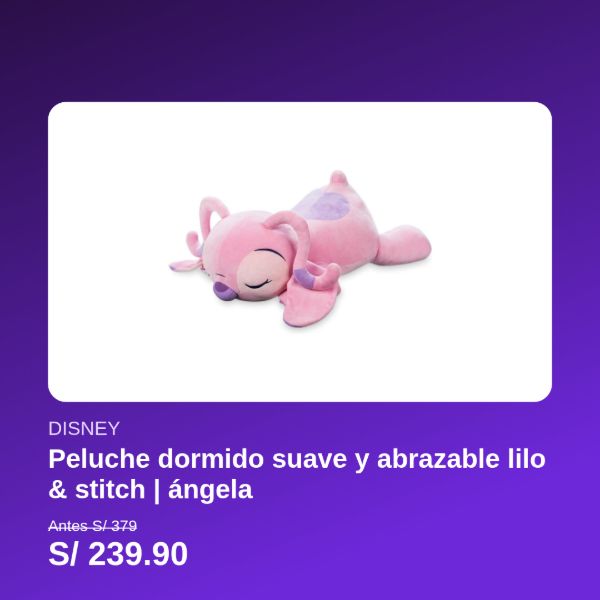 DISNEY
Peluche dormido suave y abrazable lilo
& stitch | ángela
Antes S/ 379
S/ 239.90